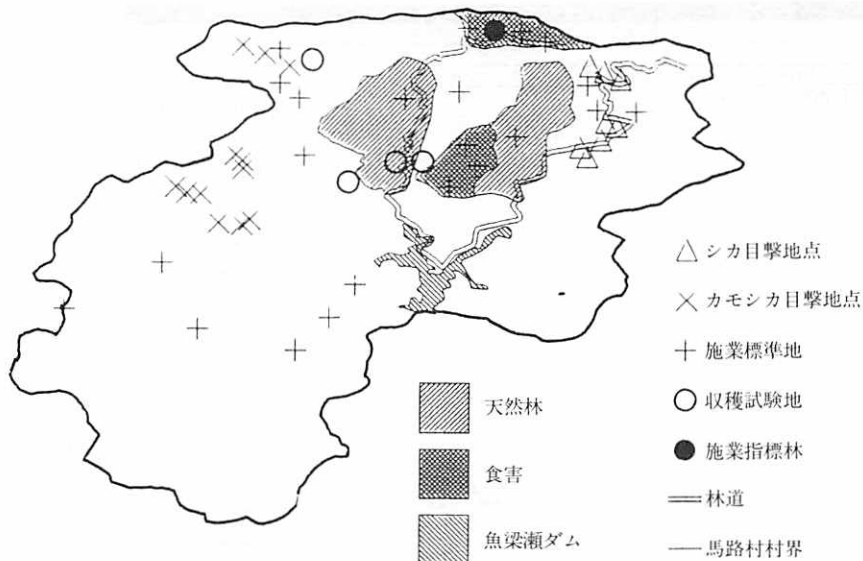 シカ目撃地点
カモシカ目撃地点
施業標準地
収穫試験地
施業指標林
林道
馬路村村界
天然林
食害
魚梁瀬ダム